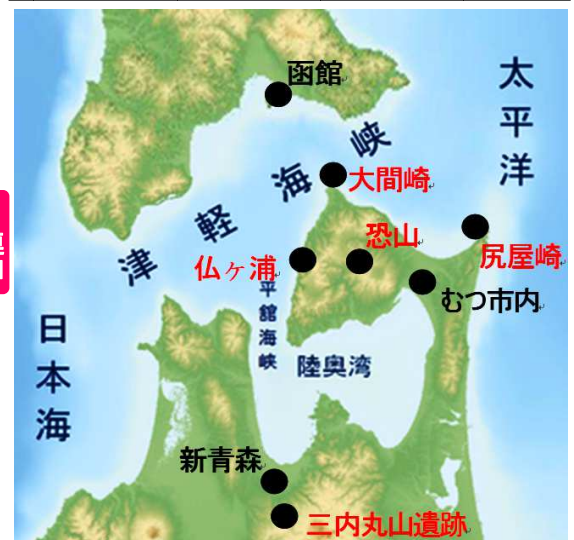 函館
太平洋
津軽海峡
大間崎
恐山
尻屋崎
仏ヶ浦
むつ市内
平舘海峡
日本海
陸奥湾
新青森
三内丸山遺跡